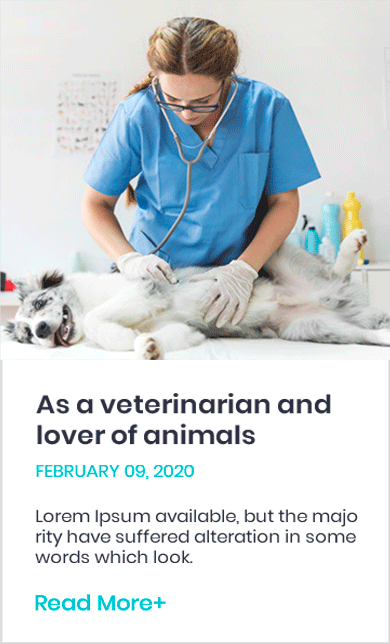 As a veterinarian and
lover of animals
FEBRUARY 09, 2020
Lorem Ipsum available, but the majo
rity have suffered alteration in some
words which look.
Read More+